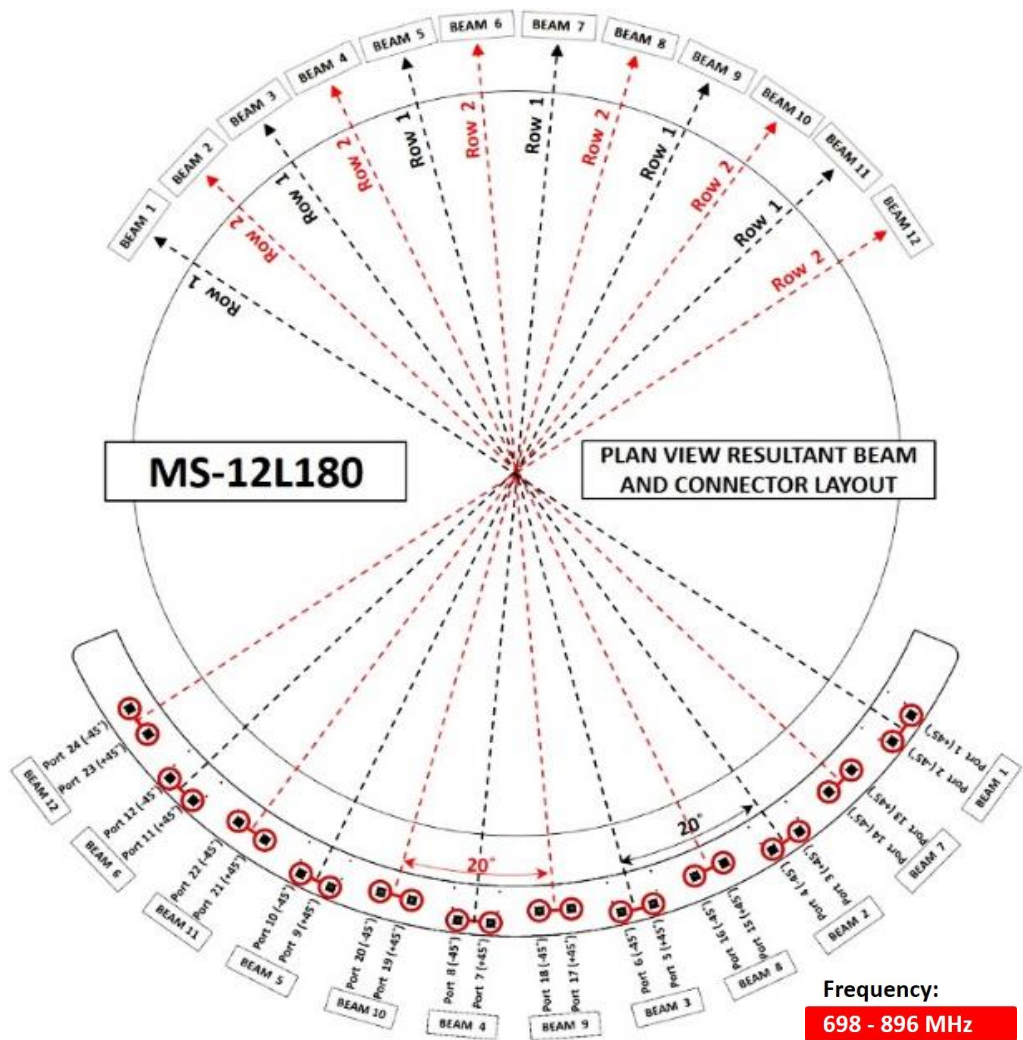 BEAM 1
BEAM 2
BEAM 3
BEAM 4
BEAM 5
BEAM 6
BEAM 7
BEAM 8
BEAM 9
BEAM 10
BEAM 11
BEAM 12
Row 1
Row 2
Row 1
Row 2
Row 1
Row 2
Row 1
Row 2
Row 1
Row 2
Row 1
Row 2
MS-12L180
PLAN VIEW RESULTANT BEAM
AND CONNECTOR LAYOUT
20°
20°
Port 24 (-45°)
Port 23 (+45°)
BEAM 12
Port 12 (-45°)
Port 11 (+45°)
BEAM 6
Port 22 (-45°)
Port 21 (+45°)
BEAM 11
Port 10 (-45°)
Port 9 (+45°)
BEAM 5
Port 20 (-45°)
Port 19 (+45°)
BEAM 10
Port 8 (-45°)
Port 7 (+45°)
BEAM 4
Port 18 (-45°)
Port 17 (+45°)
BEAM 9
Port 6 (-45°)
Port 5 (+45°)
BEAM 3
Port 16 (-45°)
Port 15 (+45°)
BEAM 8
Port 4 (-45°)
Port 3 (+45°)
BEAM 2
Port 14 (-45°)
Port 13 (+45°)
BEAM 7
Port 2 (-45°)
Port 1 (+45°)
BEAM 1
Frequency:
698 - 896 MHz